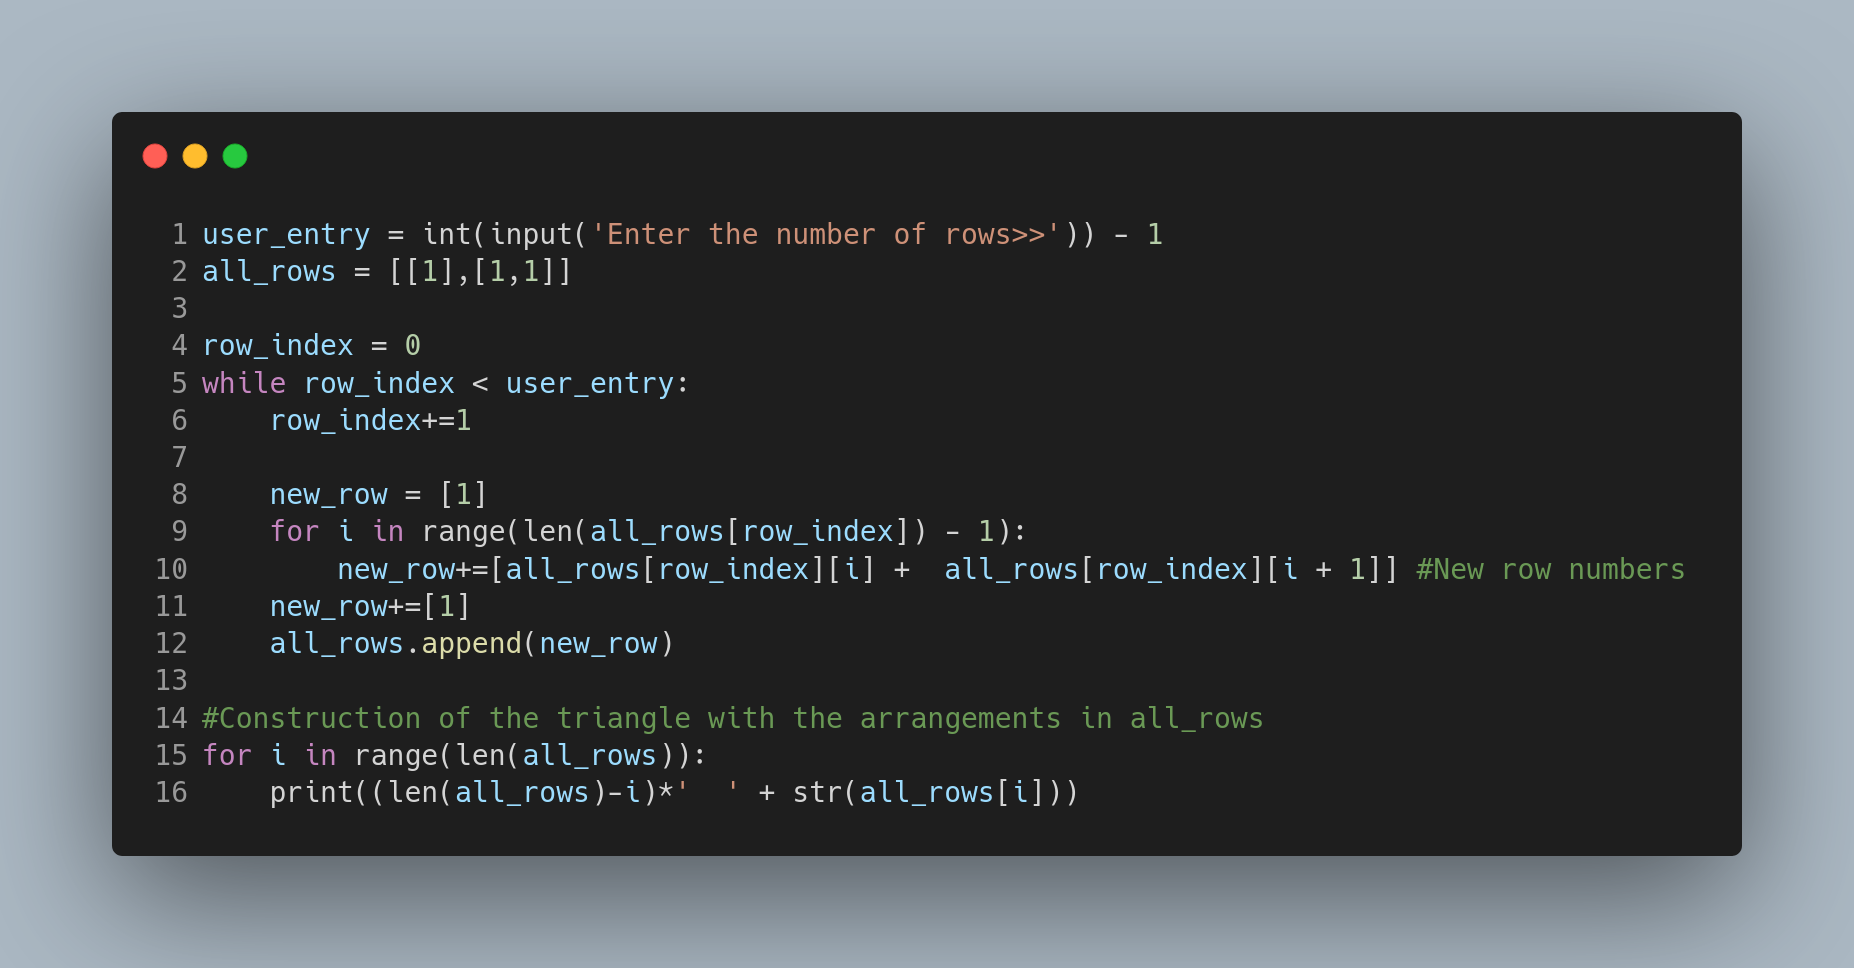 1 user_entry = int(input('Enter the number of rows>>')) - 1
2 all_rows = [[1],[1,1]]
3
4 row_index = 0
5 while row_index < user_entry:
6     row_index+=1
7
8     new_row = [1]
9     for i in range(len(all_rows[row_index]) - 1):
10         new_row+=[all_rows[row_index][i] +  all_rows[row_index][i + 1]] #New row numbers
11     new_row+=[1]
12     all_rows.append(new_row)
13
14 #Construction of the triangle with the arrangements in all_rows
15 for i in range(len(all_rows)):
16     print((len(all_rows)-i)*'  ' + str(all_rows[i]))